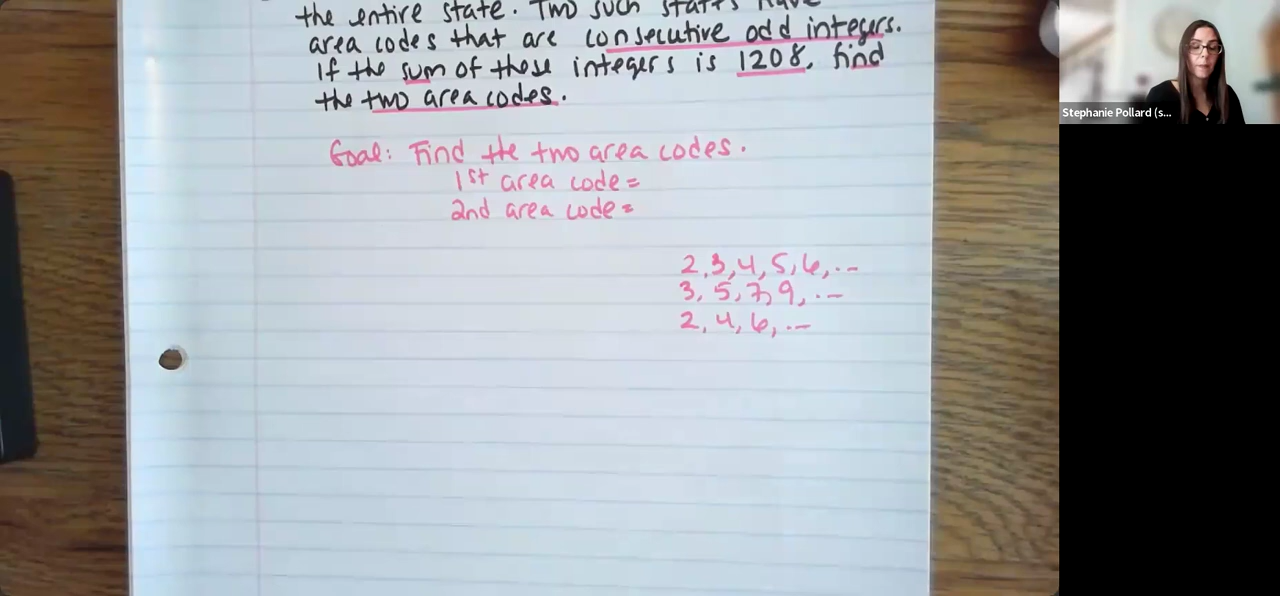 the entire state. Two such states have
area codes that are consecutive odd integers.
If the sum of these integers is 1208, find
the two area codes.
Goal: Find the two area codes.
1st area code=
2nd area code=
2,3,4,5,6,...
3, 5, 7, 9, ...
2, 4, 6, ...
Stephanie Pollard (s...